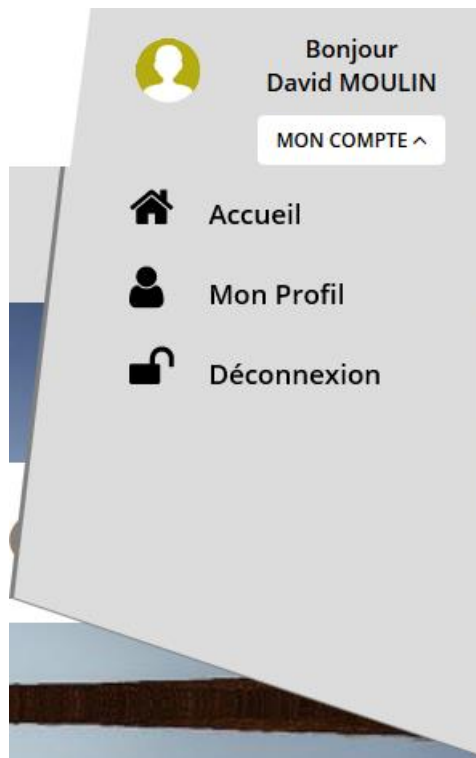 Bonjour
David MOULIN
MON COMPTE
Accueil
Mon Profil
Déconnexion